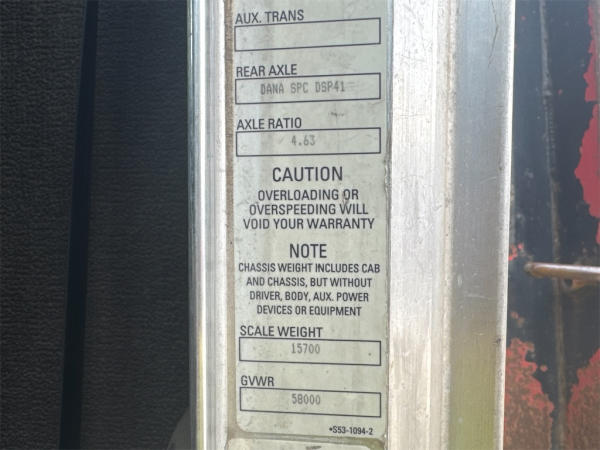 AUX. TRANS
REAR AXLE
DANA SPC DSP41
AXLE RATIO
4.63
CAUTION
OVERLOADING OR
OVERSPEEDING WILL
VOID YOUR WARRANTY
NOTE
CHASSIS WEIGHT INCLUDES CAB
AND CHASSIS, BUT WITHOUT
DRIVER, BODY, AUX. POWER
DEVICES OR EQUIPMENT
SCALE WEIGHT
15700
GVWR
58000
*S53-1094-2